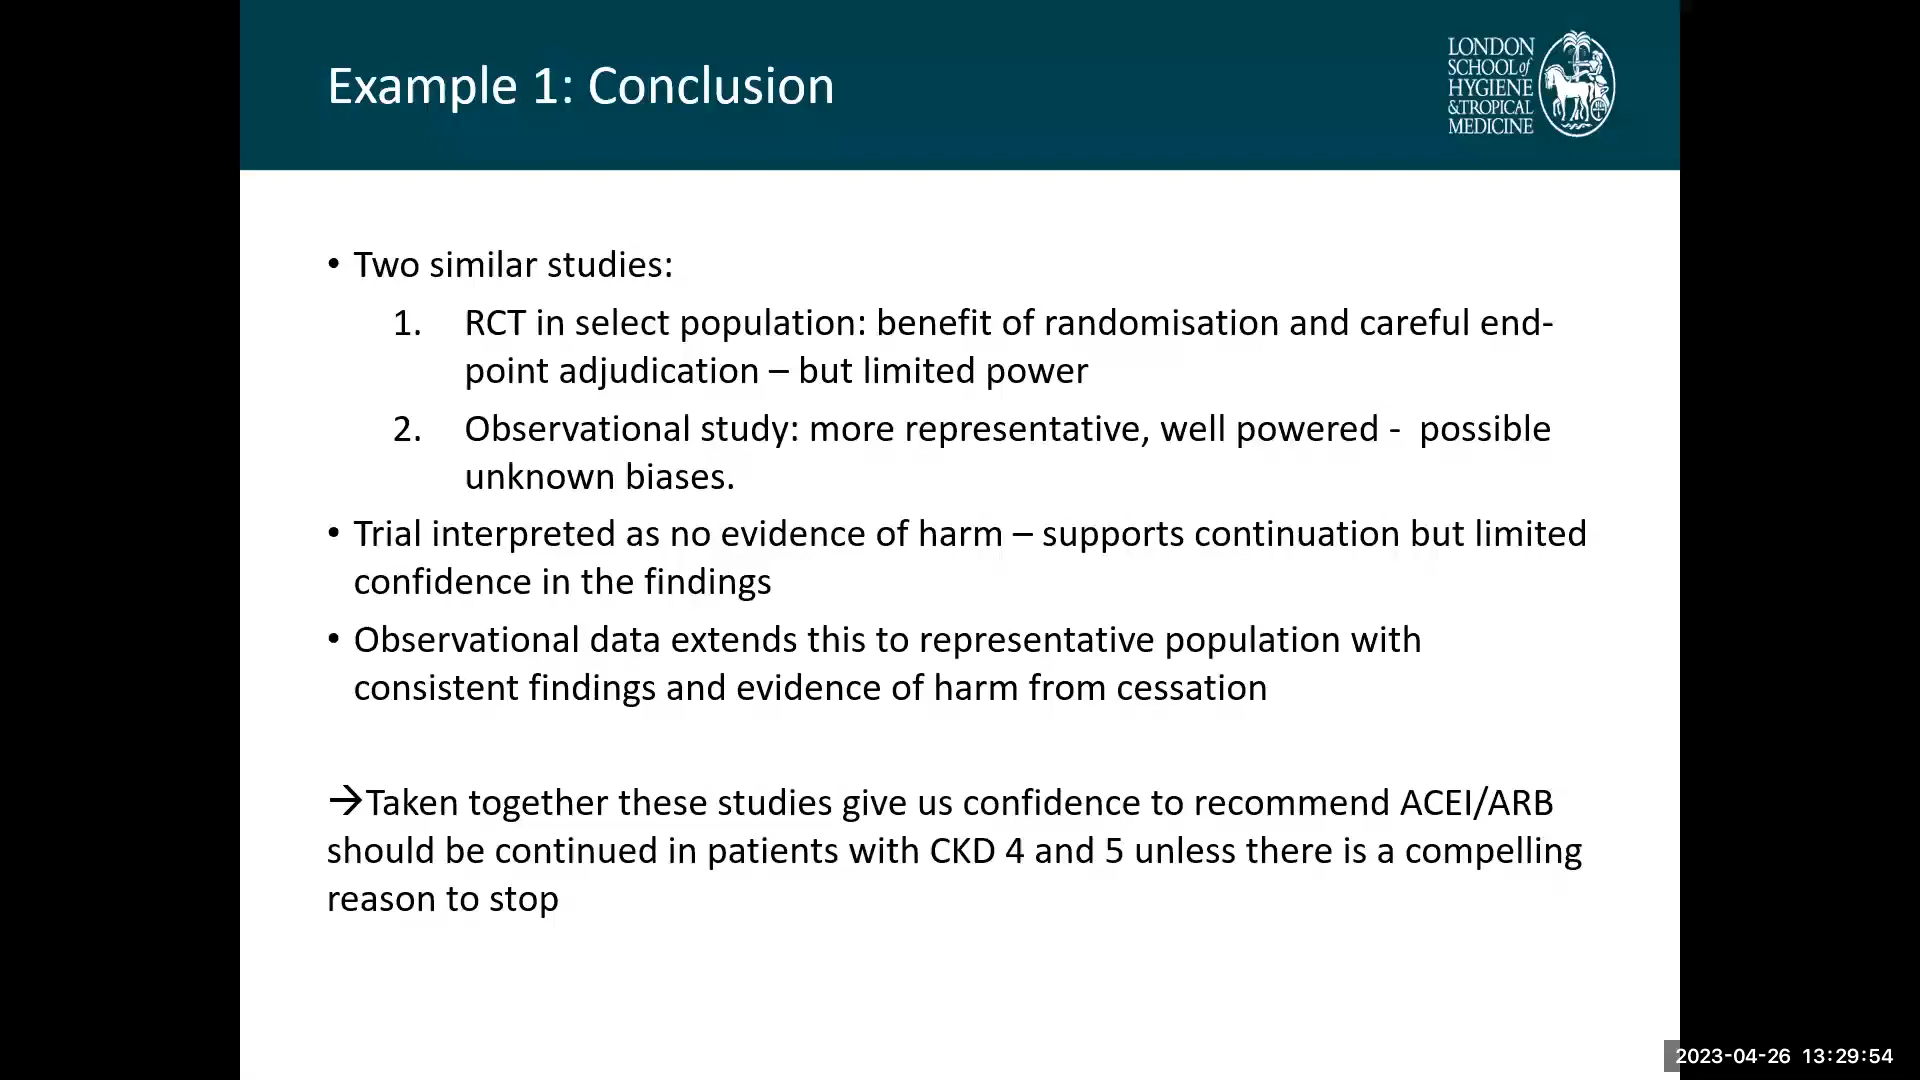 Example 1: Conclusion
LONDON
SCHOOL of
HYGIENE
& TROPICAL
MEDICINE
• Two similar studies:
1. RCT in select population: benefit of randomisation and careful end-
point adjudication – but limited power
2. Observational study: more representative, well powered - possible
unknown biases.
• Trial interpreted as no evidence of harm – supports continuation but limited
confidence in the findings
• Observational data extends this to representative population with
consistent findings and evidence of harm from cessation
→Taken together these studies give us confidence to recommend ACEI/ARB
should be continued in patients with CKD 4 and 5 unless there is a compelling
reason to stop
2023-04-26 13:29:54